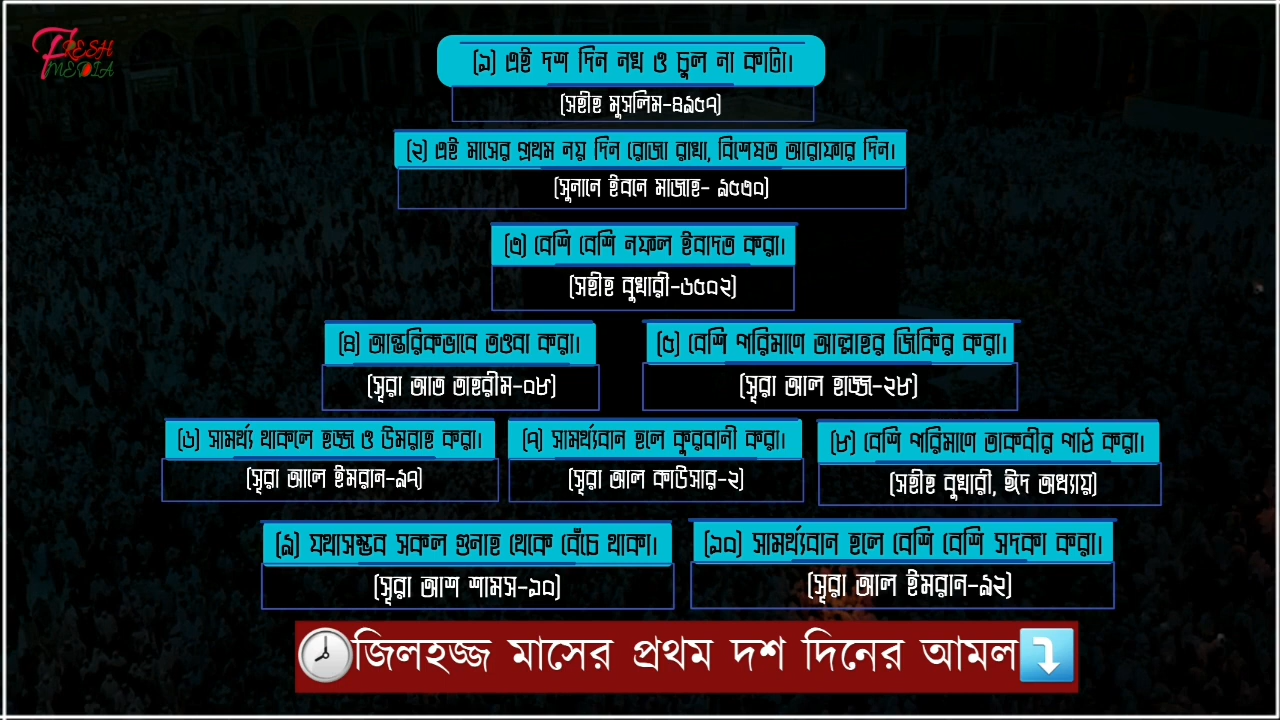 FRESH
MEDIA
(১) এই দশ দিন নখ ও চুল না কাটা।
(সহীহ মুসলিম-৪৯৫৭)
(২) এই মাসের প্রথম নয় দিন রোজা রাখা, বিশেষত আরাফার দিন।
(সুনানে ইবনে মাজাহ- ৯৫৩০)
(৩) বেশি বেশি নফল ইবাদত করা।
(সহীহ বুখারী-৬৫০২)
(৪) আন্তরিকভাবে তওবা করা।
(সূরা আত তাহরীম-০৮)
(৫) বেশি পরিমাণে আল্লাহর জিকির করা।
(সূরা আল হাজ্জ-২৮)
(৬) সামর্থ্য থাকলে হজ্জ ও উমরাহ করা।
(সূরা আলে ইমরান-৯৭)
(৭) সামর্থ্যবান হলে কুরবানী করা।
(সূরা আল কাউসার-২)
(৮) বেশি পরিমাণে তাকবীর পাঠ করা।
(সহীহ বুখারী, ঈদ অধ্যায়)
(৯) যথাসম্ভব সকল গুনাহ থেকে বেঁচে থাকা।
(সূরা আশ শামস-১০)
(১০) সামর্থ্যবান হলে বেশি বেশি সদকা করা।
(সূরা আল ইমরান-৯২)
জিলহজ্জ মাসের প্রথম দশ দিনের আমল